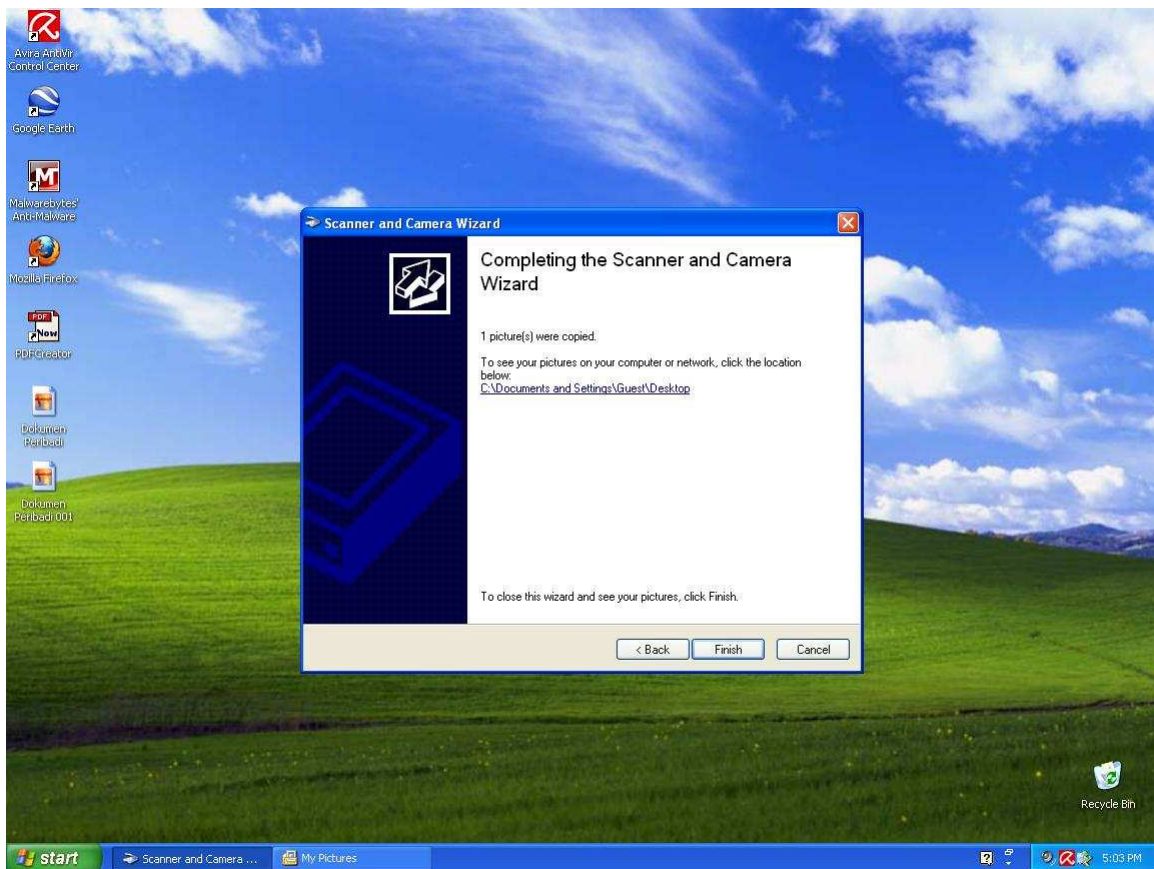 Avira AntiVir
Control Center
Google Earth
Malwarebytes'
Anti-Malware
Mozilla Firefox
PDF
Now
PDFCreator
Dokumen
Peribadi
Dokumen
Peribadi 001
Scanner and Camera Wizard
Completing the Scanner and Camera
Wizard
1 picture(s) were copied.
To see your pictures on your computer or network, click the location
below:
C:\Documents and Settings\Guest\Desktop
To close this wizard and see your pictures, click Finish.
< Back
Finish
Cancel
Recycle Bin
start
Scanner and Camera ...
My Pictures
5:03 PM